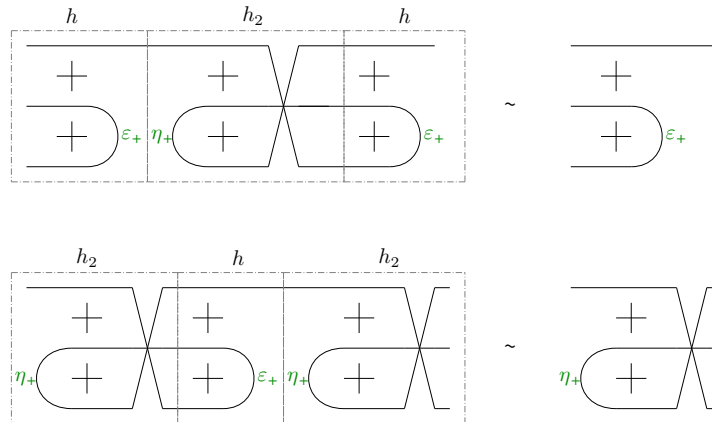 h h₂ h
+ + +
+ ε₊ η₊ + + ε₊ ~ + ε₊
h₂ h h₂
+ + + +
η₊ + + ε₊ η₊ + ~ η₊ +